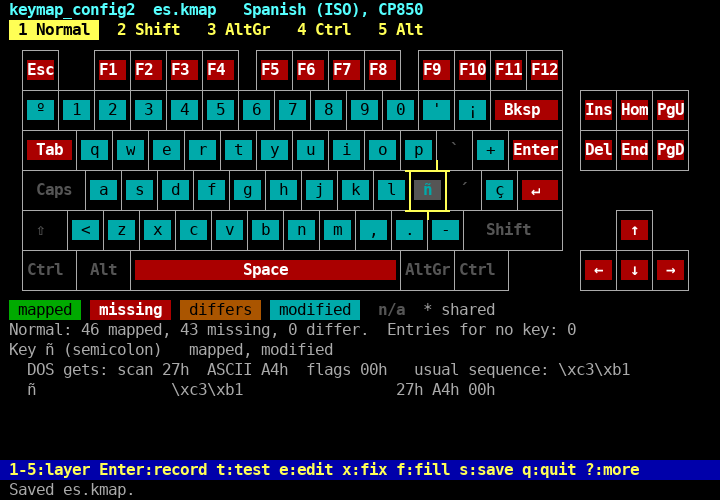 keymap_config2  es.kmap   Spanish (ISO), CP850
1 Normal  2 Shift  3 AltGr  4 Ctrl  5 Alt
Esc F1 F2 F3 F4 F5 F6 F7 F8 F9 F10 F11 F12
º 1 2 3 4 5 6 7 8 9 0 ' ¡ Bksp Ins Hom PgU
Tab q w e r t y u i o p ` + Enter Del End PgD
Caps a s d f g h j k l ñ ´ ç ↵
⇧ < z x c v b n m , . - Shift ↑
Ctrl Alt Space AltGr Ctrl ← ↓ →
mapped missing differs modified n/a * shared
Normal: 46 mapped, 43 missing, 0 differ.  Entries for no key: 0
Key ñ (semicolon)   mapped, modified
DOS gets: scan 27h  ASCII A4h  flags 00h   usual sequence: \xc3\xb1
ñ               \xc3\xb1                 27h A4h 00h
1-5:layer Enter:record t:test e:edit x:fix f:fill s:save q:quit ?:more
Saved es.kmap.